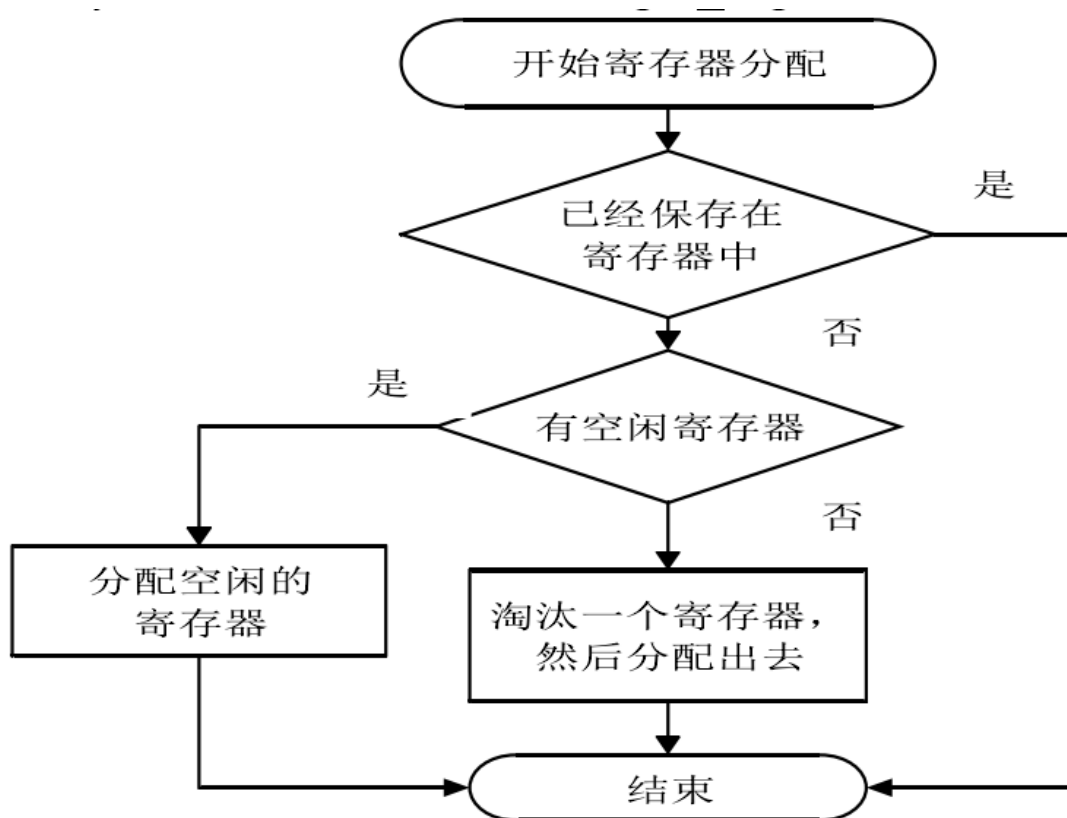 开始寄存器分配
已经保存在
寄存器中
是
否
有空闲寄存器
是
否
分配空闲的
寄存器
淘汰一个寄存器，
然后分配出去
结束